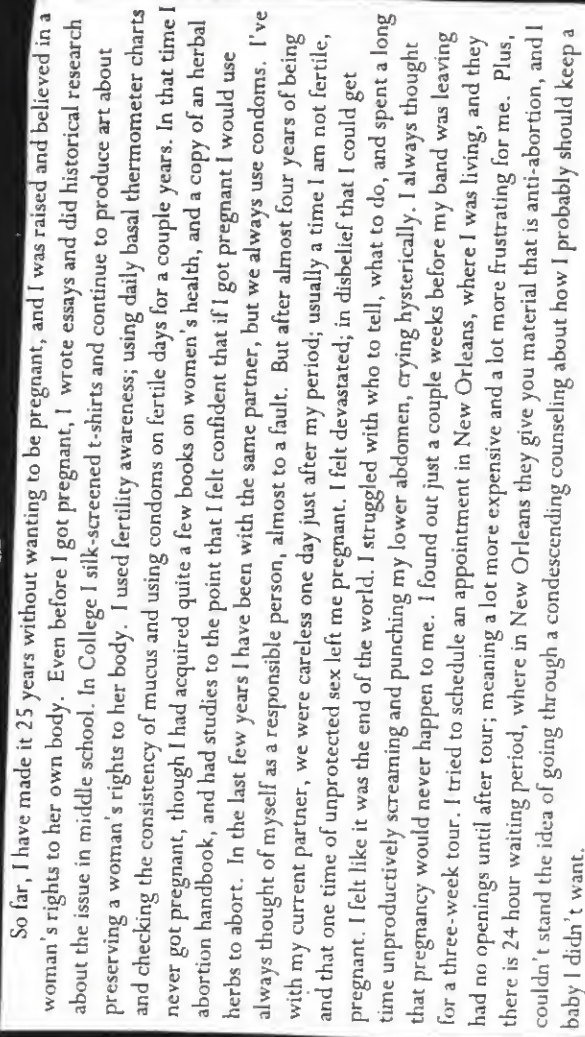 So far, I have made it 25 years without wanting to be pregnant, and I was raised and believed in a
woman's rights to her own body. Even before I got pregnant, I wrote essays and did historical research
about the issue in middle school. In College I silk-screened t-shirts and continue to produce art about
preserving a woman's rights to her body. I used fertility awareness; using daily basal thermometer charts
and checking the consistency of mucus and using condoms on fertile days for a couple years. In that time I
never got pregnant, though I had acquired quite a few books on women's health, and a copy of an herbal
abortion handbook, and had studies to the point that I felt confident that if I got pregnant I would use
herbs to abort. In the last few years I have been with the same partner, but we always use condoms. I've
always thought of myself as a responsible person, almost to a fault. But after almost four years of being
with my current partner, we were careless one day just after my period; usually a time I am not fertile,
and that one time of unprotected sex left me pregnant. I felt devastated; in disbelief that I could get
pregnant. I felt like it was the end of the world. I struggled with who to tell, what to do, and spent a long
time unproductively screaming and punching my lower abdomen, crying hysterically. I always thought
that pregnancy would never happen to me. I found out just a couple weeks before my band was leaving
for a three-week tour. I tried to schedule an appointment in New Orleans, where I was living, and they
had no openings until after tour; meaning a lot more expensive and a lot more frustrating for me. Plus,
there is 24 hour waiting period, where in New Orleans they give you material that is anti-abortion, and I
couldn't stand the idea of going through a condescending counseling about how I probably should keep a
baby I didn't want.